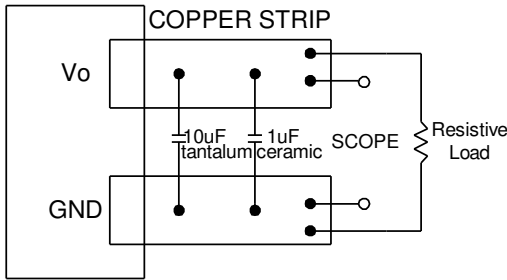 COPPER STRIP
Vo
10uF
tantalum
1uF
ceramic
SCOPE
Resistive
Load
GND